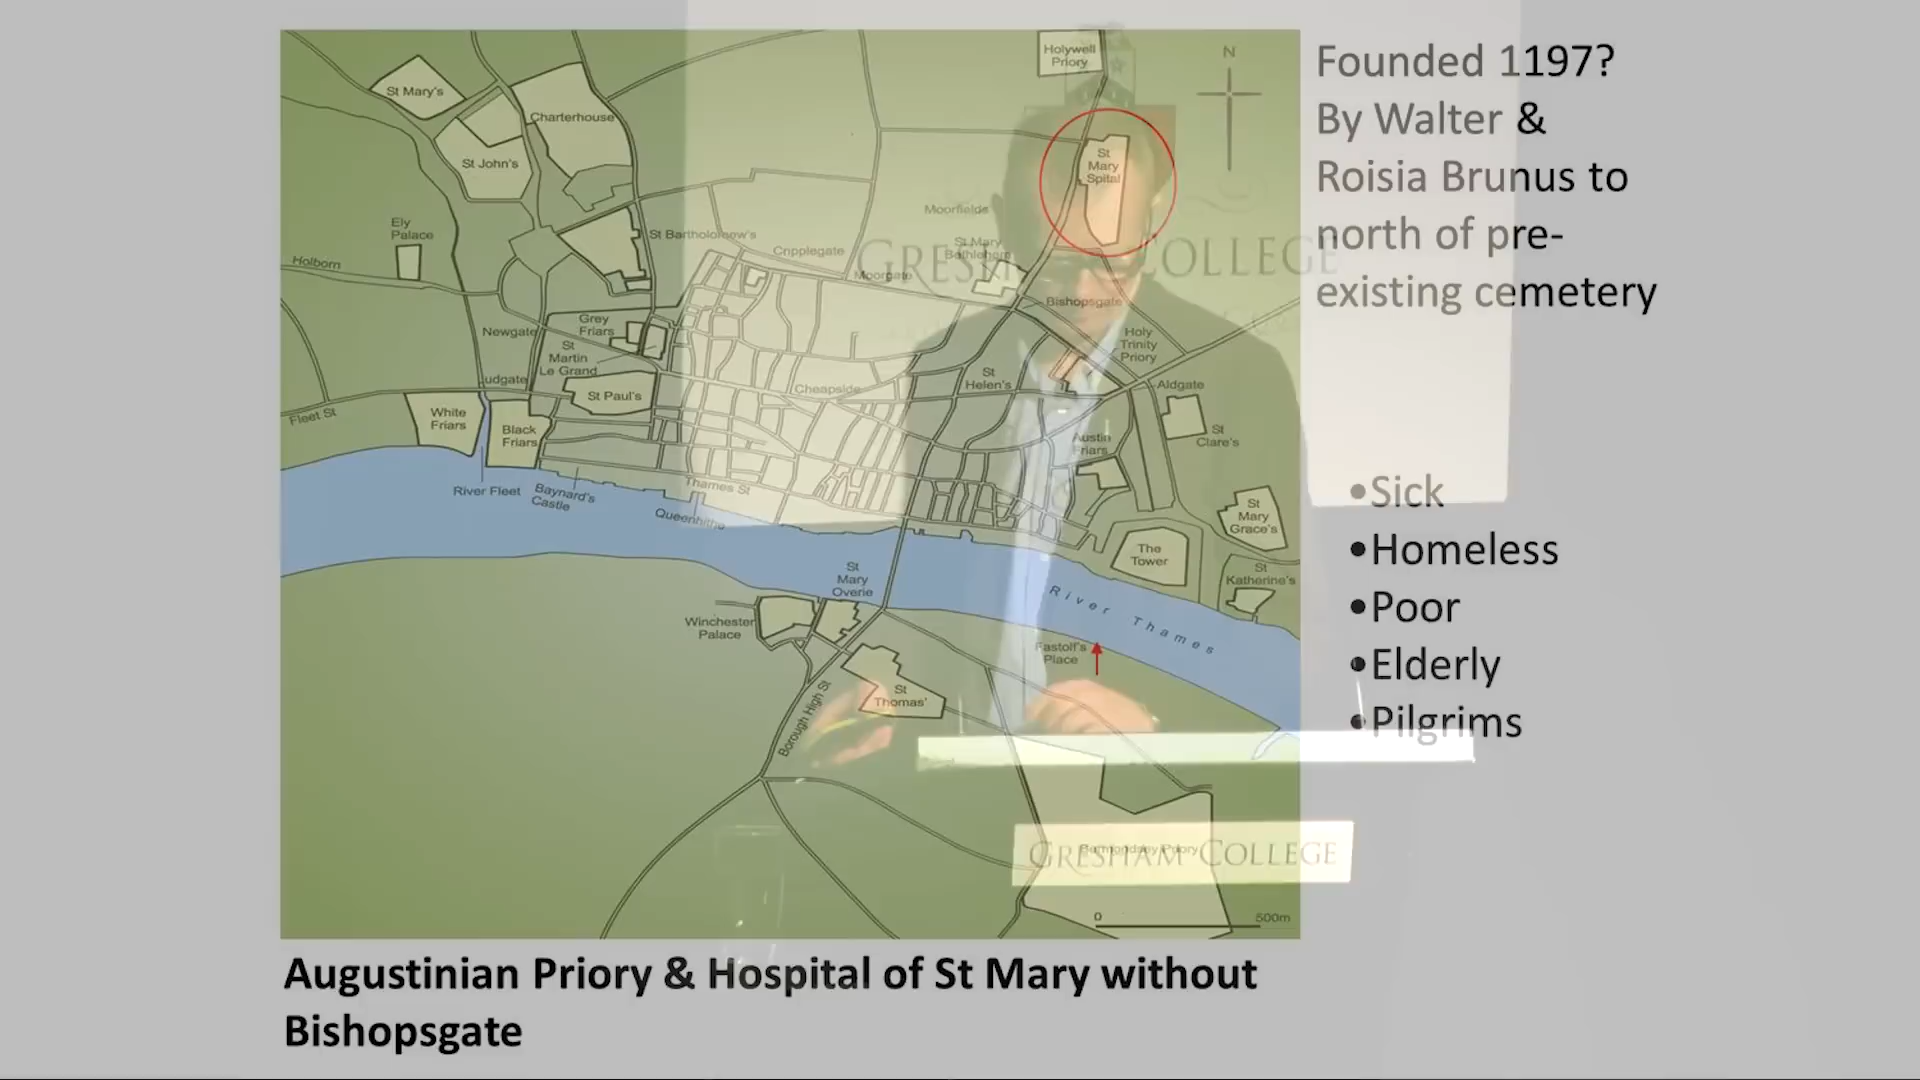 Holywell
Priory
N
St Mary's
Charterhouse
St John's
St
Mary
Spital
Ely
Palace
Moorfields
St Bartholomew's
Cripplegate
St Mary
Bethlehem
Moorgate
Holborn
Bishopsgate
Newgate
Grey
Friars
St
Martin
Le Grand
Holy
Trinity
Priory
St
Helen's
Aldgate
Ludgate
St Paul's
Cheapside
Fleet St
White
Friars
Black
Friars
Austin
Friars
St
Clare's
River Fleet
Baynard's
Castle
Thames St
Queenhithe
St
Mary
Grace's
The
Tower
St
Katherine's
St
Mary
Overie
River Thames
Winchester
Palace
Fastolf's
Place
St
Thomas'
Borough High St
Bermondsey Priory
0 500m
GRESHAM COLLEGE
GRESHAM COLLEGE
Founded 1197?
By Walter &
Roisia Brunus to
north of pre-
existing cemetery
•Sick
•Homeless
•Poor
•Elderly
•Pilgrims
Augustinian Priory & Hospital of St Mary without
Bishopsgate